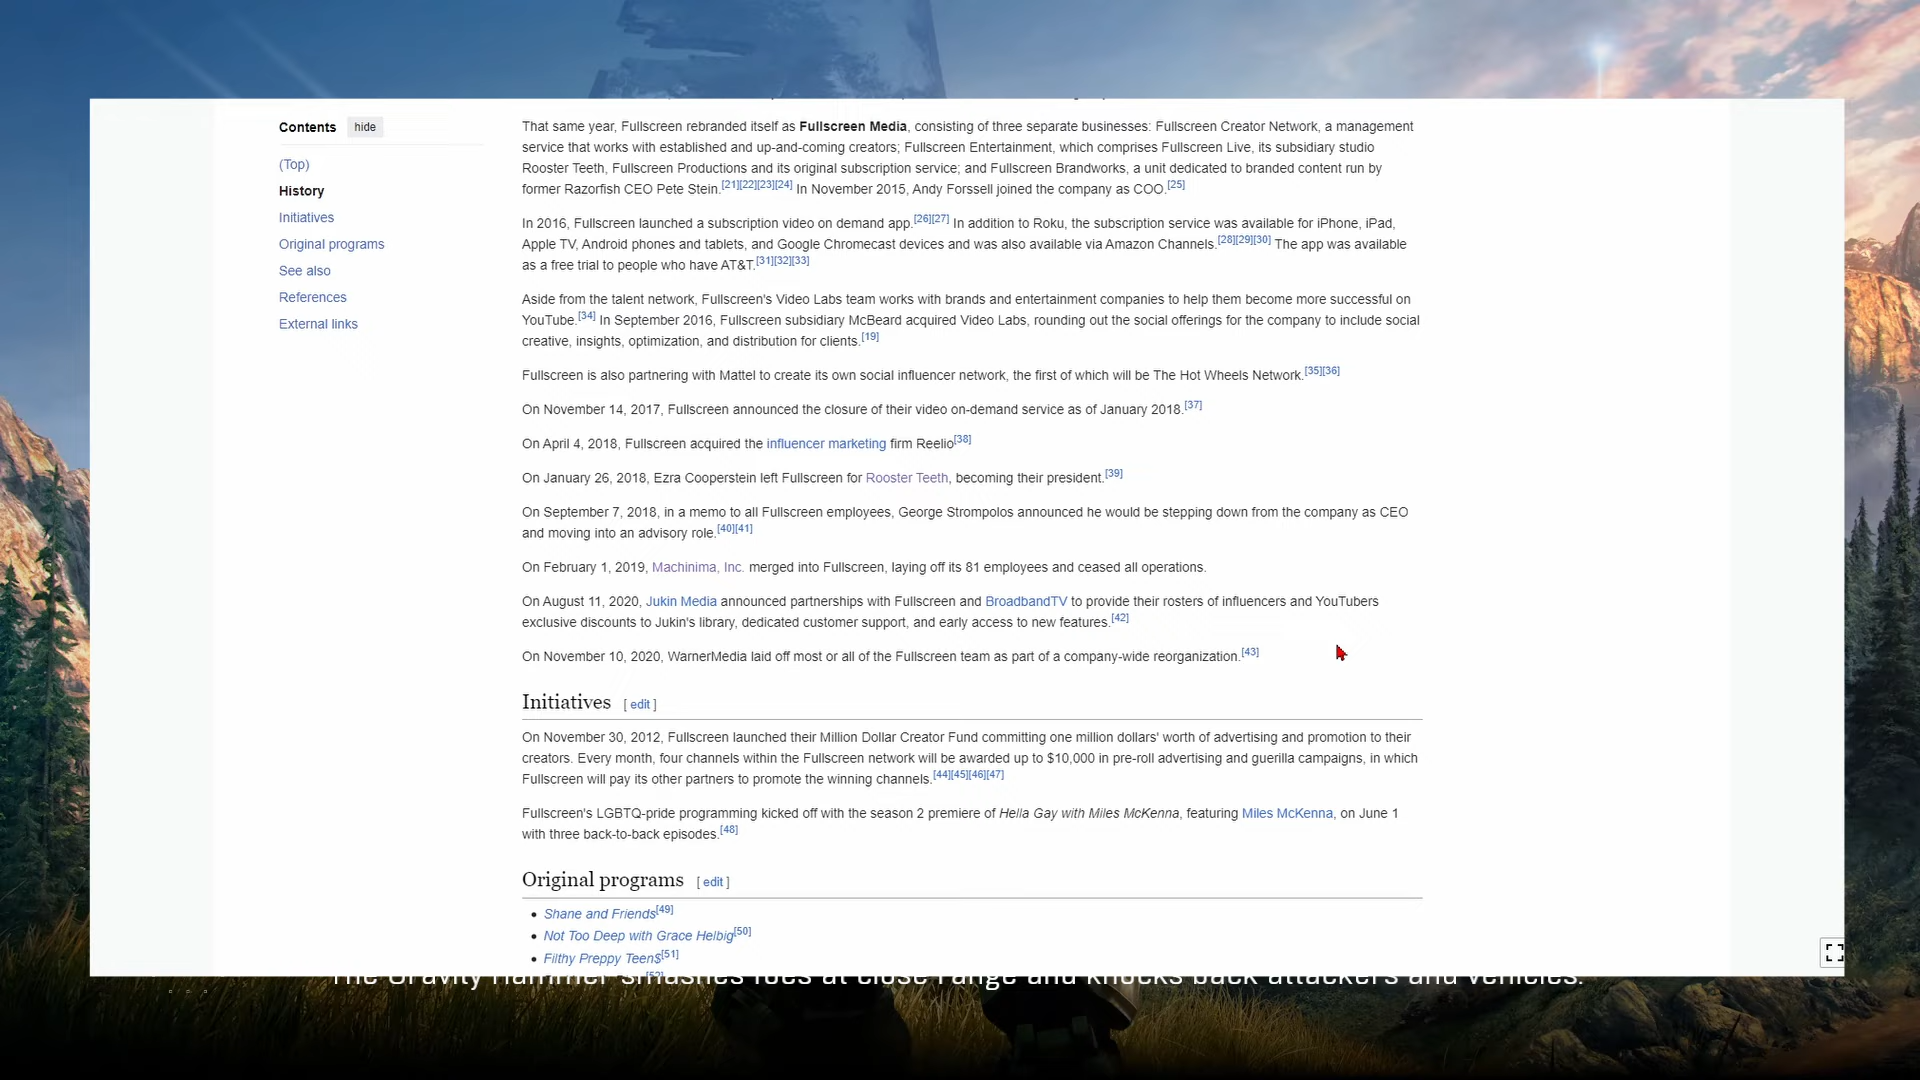 Contents hide
(Top)
History
Initiatives
Original programs
See also
References
External links
That same year, Fullscreen rebranded itself as Fullscreen Media, consisting of three separate businesses: Fullscreen Creator Network, a management
service that works with established and up-and-coming creators; Fullscreen Entertainment, which comprises Fullscreen Live, its subsidiary studio
Rooster Teeth, Fullscreen Productions and its original subscription service; and Fullscreen Brandworks, a unit dedicated to branded content run by
former Razorfish CEO Pete Stein.[21][22][23][24] In November 2015, Andy Forssell joined the company as COO.[25]
In 2016, Fullscreen launched a subscription video on demand app.[26][27] In addition to Roku, the subscription service was available for iPhone, iPad,
Apple TV, Android phones and tablets, and Google Chromecast devices and was also available via Amazon Channels.[28][29][30] The app was available
as a free trial to people who have AT&T.[31][32][33]
Aside from the talent network, Fullscreen's Video Labs team works with brands and entertainment companies to help them become more successful on
YouTube.[34] In September 2016, Fullscreen subsidiary McBeard acquired Video Labs, rounding out the social offerings for the company to include social
creative, insights, optimization, and distribution for clients.[19]
Fullscreen is also partnering with Mattel to create its own social influencer network, the first of which will be The Hot Wheels Network.[35][36]
On November 14, 2017, Fullscreen announced the closure of their video on-demand service as of January 2018.[37]
On April 4, 2018, Fullscreen acquired the influencer marketing firm Reelio[38]
On January 26, 2018, Ezra Cooperstein left Fullscreen for Rooster Teeth, becoming their president.[39]
On September 7, 2018, in a memo to all Fullscreen employees, George Strompolos announced he would be stepping down from the company as CEO
and moving into an advisory role.[40][41]
On February 1, 2019, Machinima, Inc. merged into Fullscreen, laying off its 81 employees and ceased all operations.
On August 11, 2020, Jukin Media announced partnerships with Fullscreen and BroadbandTV to provide their rosters of influencers and YouTubers
exclusive discounts to Jukin's library, dedicated customer support, and early access to new features.[42]
On November 10, 2020, WarnerMedia laid off most or all of the Fullscreen team as part of a company-wide reorganization.[43]
Initiatives [ edit ]
On November 30, 2012, Fullscreen launched their Million Dollar Creator Fund committing one million dollars' worth of advertising and promotion to their
creators. Every month, four channels within the Fullscreen network will be awarded up to $10,000 in pre-roll advertising and guerilla campaigns, in which
Fullscreen will pay its other partners to promote the winning channels.[44][45][46][47]
Fullscreen's LGBTQ-pride programming kicked off with the season 2 premiere of Hella Gay with Miles McKenna, featuring Miles McKenna, on June 1
with three back-to-back episodes.[48]
Original programs [ edit ]
• Shane and Friends[49]
• Not Too Deep with Grace Helbig[50]
• Filthy Preppy Teen$[51]
[52]
The Gravity Hammer smashes foes at close range and knocks back attackers and vehicles.